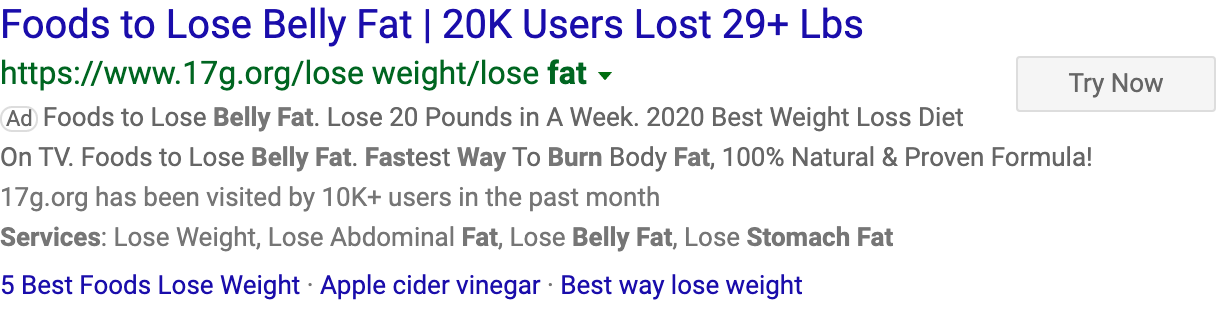 Foods to Lose Belly Fat | 20K Users Lost 29+ Lbs
https://www.17g.org/lose weight/lose fat
Try Now
Ad Foods to Lose Belly Fat. Lose 20 Pounds in A Week. 2020 Best Weight Loss Diet
On TV. Foods to Lose Belly Fat. Fastest Way To Burn Body Fat, 100% Natural & Proven Formula!
17g.org has been visited by 10K+ users in the past month
Services: Lose Weight, Lose Abdominal Fat, Lose Belly Fat, Lose Stomach Fat
5 Best Foods Lose Weight · Apple cider vinegar · Best way lose weight